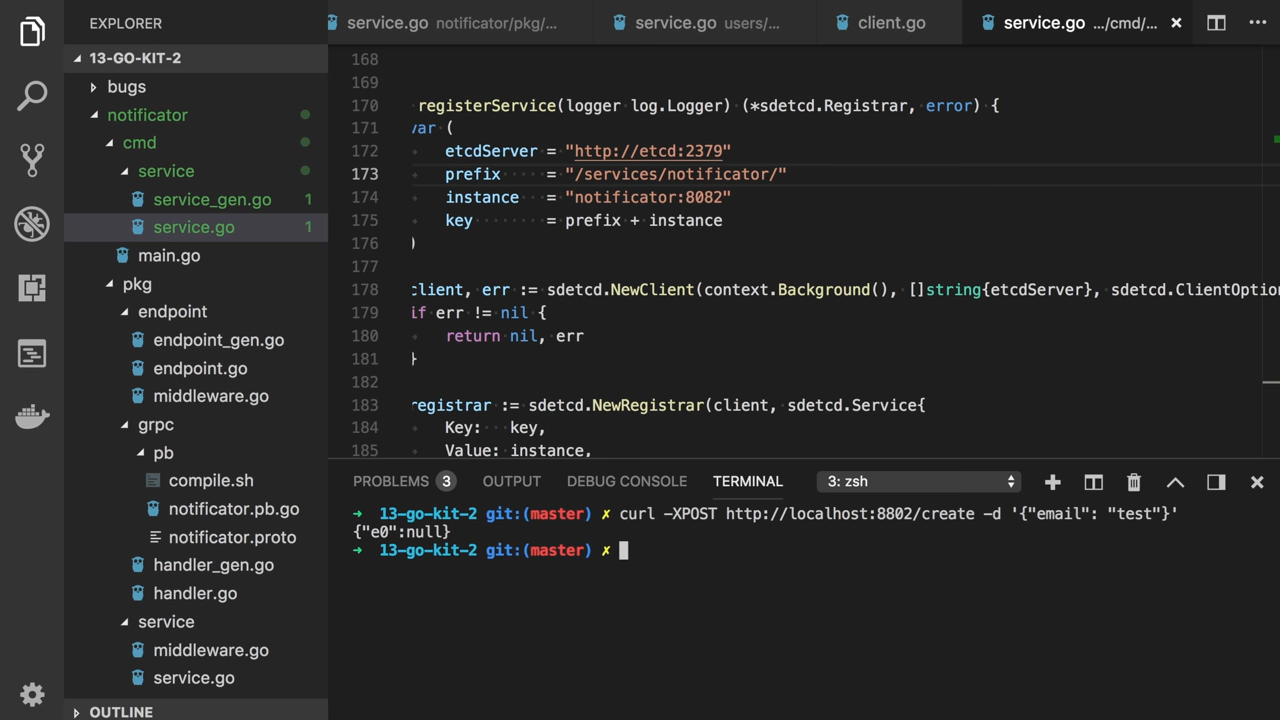 EXPLORER
13-GO-KIT-2
bugs
notificator
cmd
service
service_gen.go 1
service.go 1
main.go
pkg
endpoint
endpoint_gen.go
endpoint.go
middleware.go
grpc
pb
compile.sh
notificator.pb.go
notificator.proto
handler_gen.go
handler.go
service
middleware.go
service.go
OUTLINE
service.go notificator/pkg/...
service.go users/...
client.go
service.go .../cmd/...
168
169
170 registerService(logger log.Logger) (*sdetcd.Registrar, error) {
171 var (
172 etcdServer = "http://etcd:2379"
173 prefix = "/services/notificator/"
174 instance = "notificator:8082"
175 key = prefix + instance
176 )
177
178 client, err := sdetcd.NewClient(context.Background(), []string{etcdServer}, sdetcd.ClientOptio
179 if err != nil {
180 return nil, err
181 }
182
183 registrar := sdetcd.NewRegistrar(client, sdetcd.Service{
184 Key: key,
185 Value: instance,
PROBLEMS 3 OUTPUT DEBUG CONSOLE TERMINAL 3: zsh
➜ 13-go-kit-2 git:(master) ✗ curl -XPOST http://localhost:8802/create -d '{"email": "test"}'
{"e0":null}
➜ 13-go-kit-2 git:(master) ✗